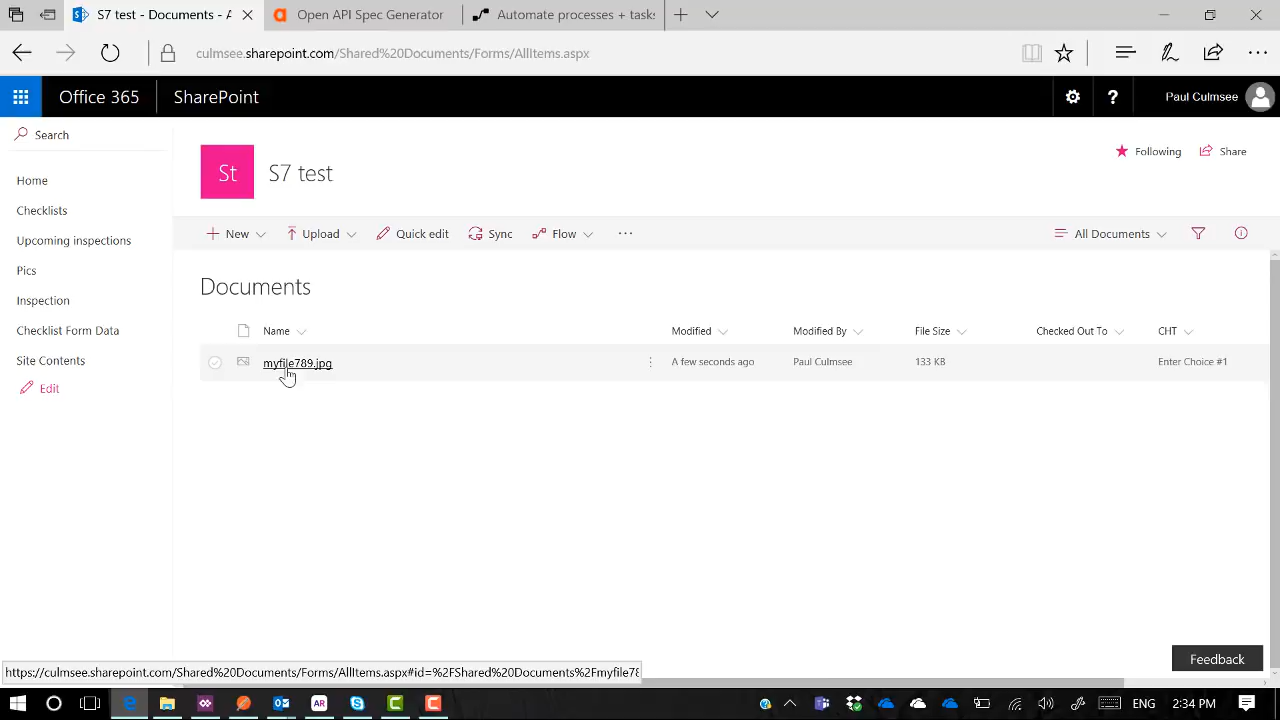 S7 test - Documents - A
Open API Spec Generator
Automate processes + tasks
culmsee.sharepoint.com/Shared%20Documents/Forms/AllItems.aspx
Office 365
SharePoint
?
Paul Culmsee
Search
Home
Checklists
Upcoming inspections
Pics
Inspection
Checklist Form Data
Site Contents
Edit
St
S7 test
Following
Share
New
Upload
Quick edit
Sync
Flow
All Documents
Documents
Name
Modified
Modified By
File Size
Checked Out To
CHT
myfile789.jpg
A few seconds ago
Paul Culmsee
133 KB
Enter Choice #1
Feedback
https://culmsee.sharepoint.com/Shared%20Documents/Forms/AllItems.aspx#id=%2FShared%20Documents%2Fmyfile78
AR
ENG
2:34 PM